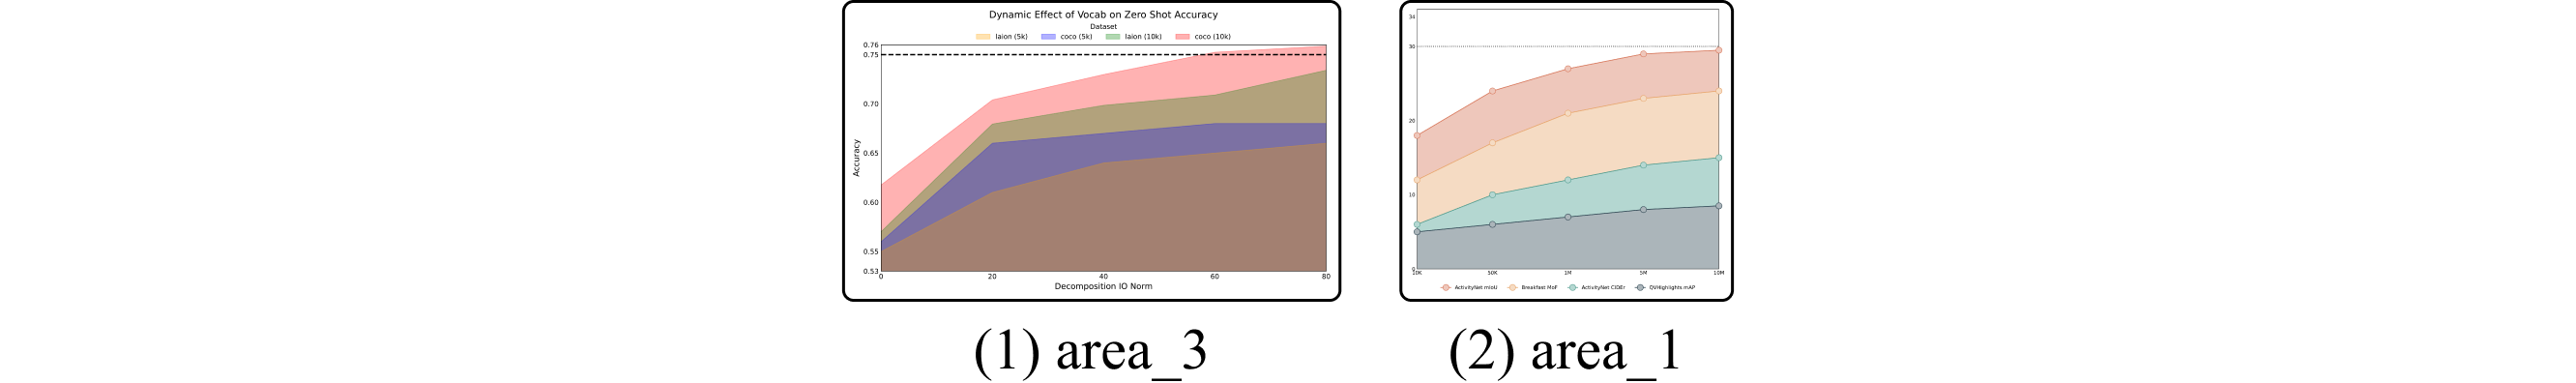 Dynamic Effect of Vocab on Zero Shot Accuracy
Dataset
laion (5k) coco (5k) laion (10k) coco (10k)
0.76
0.75
0.70
0.65
0.60
0.55
0.53
Accuracy
0 20 40 60 80
Decomposition IO Norm
(1) area_3
34
30
20
10
0
10K 50K 1M 5M 10M
ActivityNet mIoU Breakfast MoF ActivityNet CIDEr QVHighlights mAP
(2) area_1